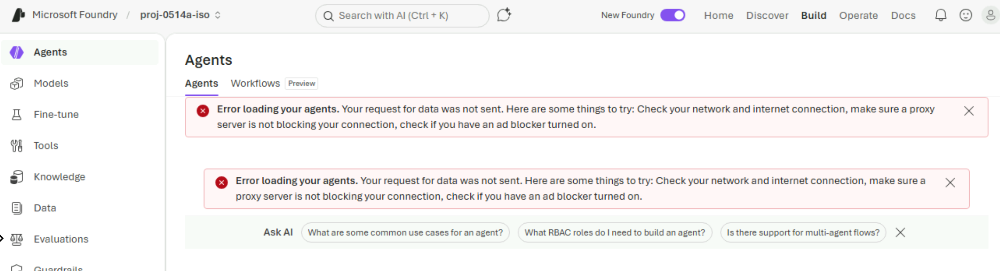 Microsoft Foundry / proj-0514a-iso
Search with AI (Ctrl + K)
New Foundry
Home
Discover
Build
Operate
Docs
Agents
Models
Fine-tune
Tools
Knowledge
Data
Evaluations
Guardrails
Agents
Agents
Workflows
Preview
Error loading your agents. Your request for data was not sent. Here are some things to try: Check your network and internet connection, make sure a proxy
server is not blocking your connection, check if you have an ad blocker turned on.
Error loading your agents. Your request for data was not sent. Here are some things to try: Check your network and internet connection, make sure a
proxy server is not blocking your connection, check if you have an ad blocker turned on.
Ask AI
What are some common use cases for an agent?
What RBAC roles do I need to build an agent?
Is there support for multi-agent flows?